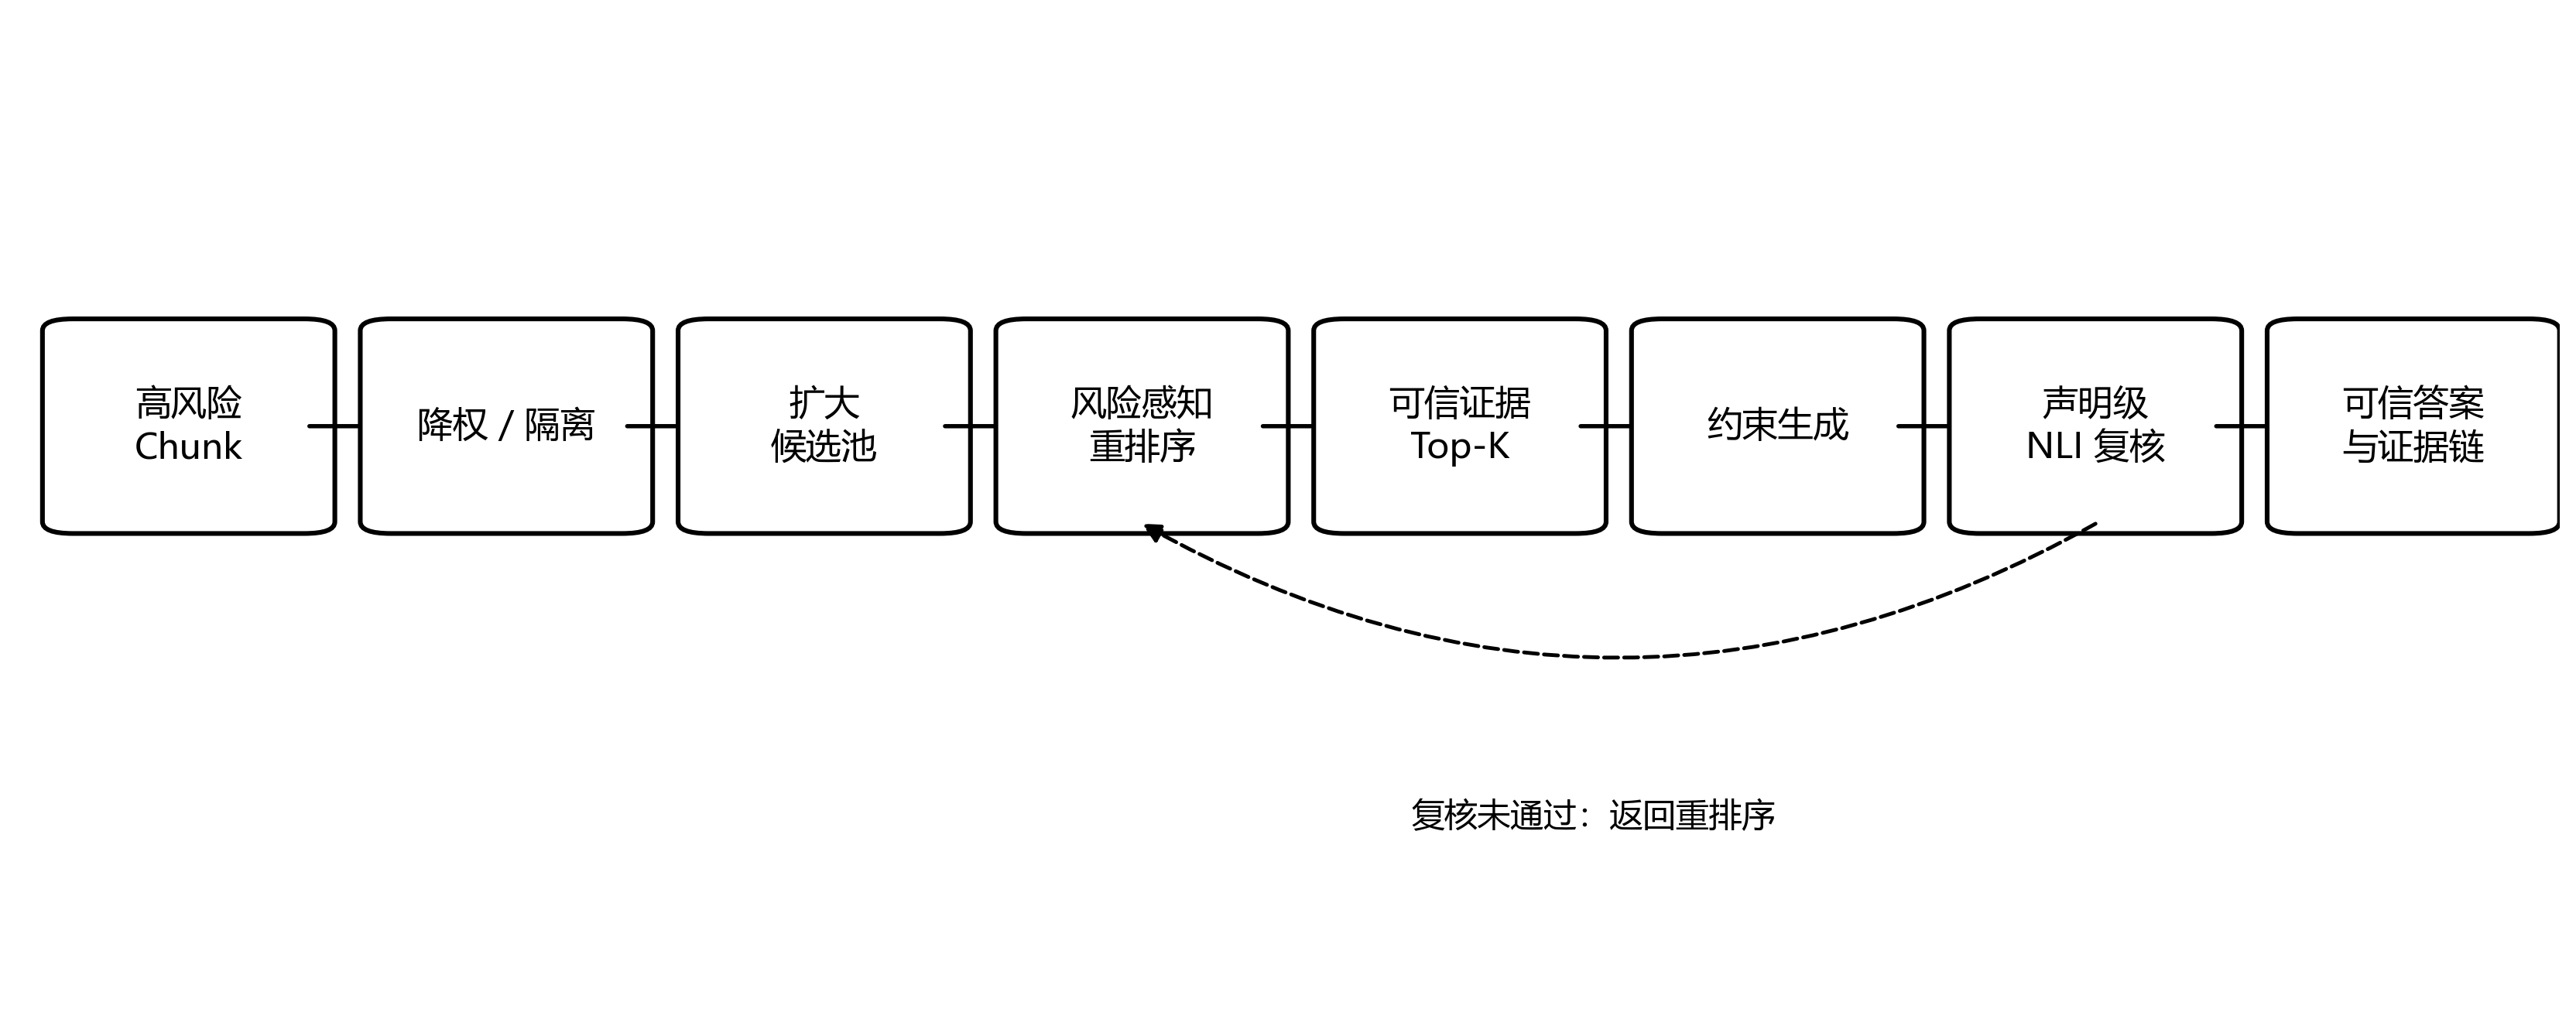 高风险
Chunk
降权 / 隔离
扩大
候选池
风险感知
重排序
可信证据
Top-K
约束生成
声明级
NLI 复核
可信答案
与证据链
复核未通过：返回重排序